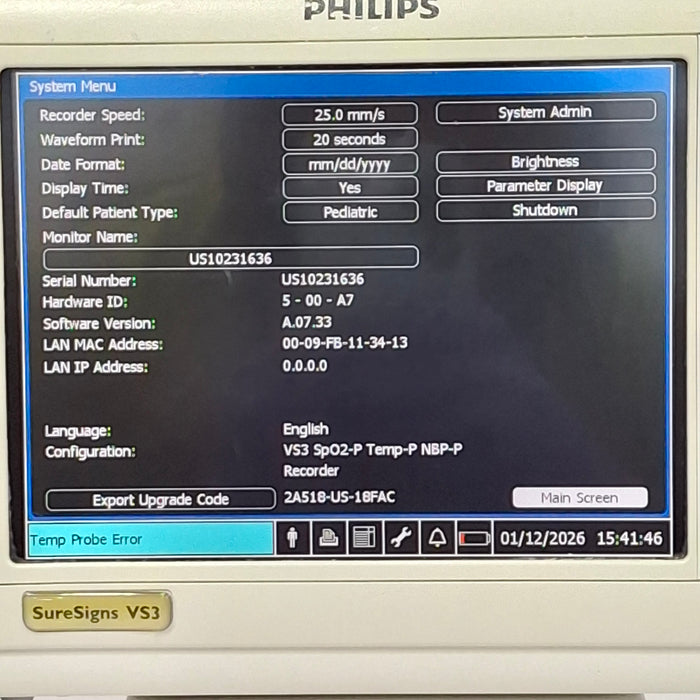 PHILIPS
System Menu
Recorder Speed: 25.0 mm/s System Admin
Waveform Print: 20 seconds
Date Format: mm/dd/yyyy Brightness
Display Time: Yes Parameter Display
Default Patient Type: Pediatric Shutdown
Monitor Name:
US10231636
Serial Number: US10231636
Hardware ID: 5 - 00 - A7
Software Version: A.07.33
LAN MAC Address: 00-09-FB-11-34-13
LAN IP Address: 0.0.0.0
Language: English
Configuration: VS3 SpO2-P Temp-P NBP-P
Recorder
Export Upgrade Code 2A518-US-18FAC Main Screen
Temp Probe Error 01/12/2026 15:41:46
SureSigns VS3